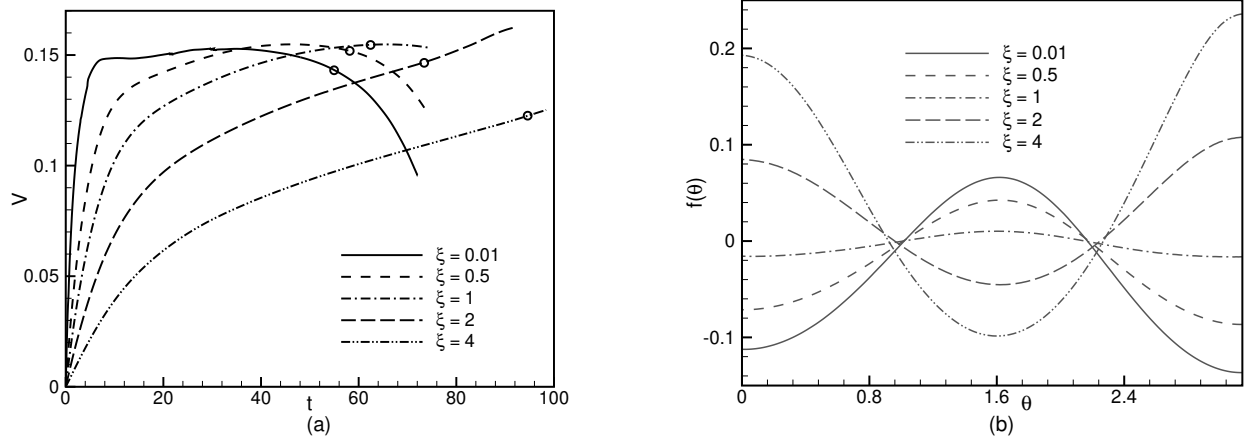 V
0.15
0.1
0.05
0
0 20 40 60 80 100
t
ξ = 0.01
ξ = 0.5
ξ = 1
ξ = 2
ξ = 4
(a)
f(θ)
0.2
0.1
0
-0.1
0 0.8 1.6 2.4
θ
ξ = 0.01
ξ = 0.5
ξ = 1
ξ = 2
ξ = 4
(b)